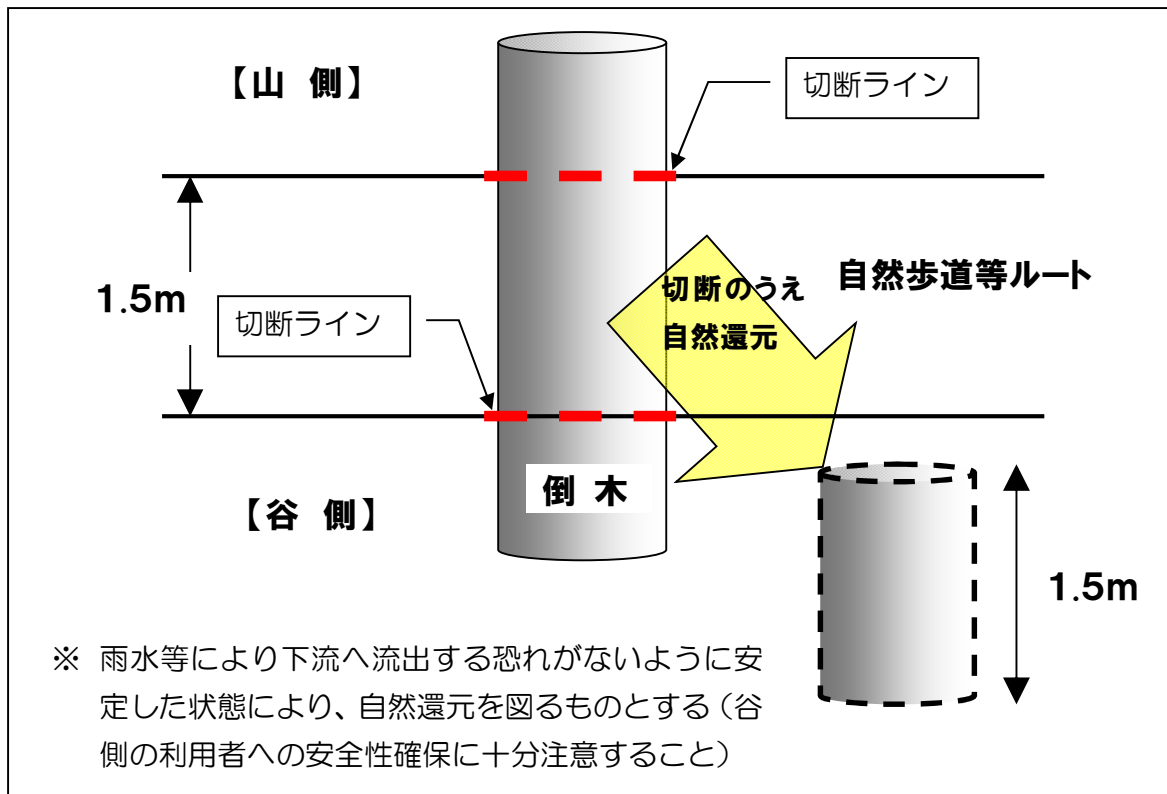 【山 側】
切断ライン
1.5m
切断ライン
切断のうえ
自然還元
自然歩道等ルート
倒 木
【谷 側】
1.5m
※ 雨水等により下流へ流出する恐れがないように安
定した状態により、自然還元を図るものとする（谷
側の利用者への安全性確保に十分注意すること）